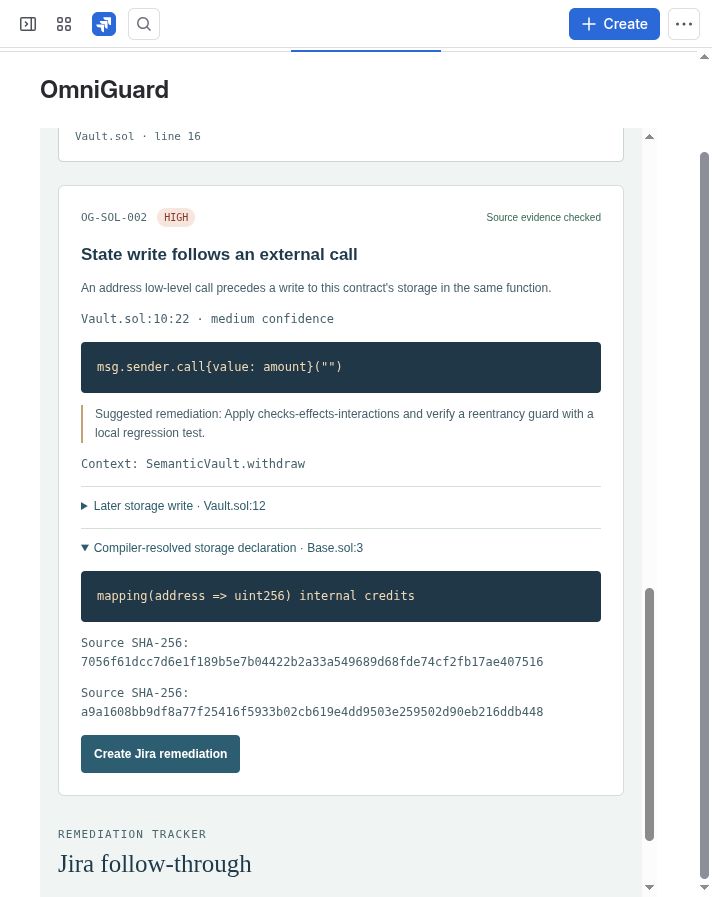 Create
OmniGuard
Vault.sol · line 16
OG-SOL-002 HIGH Source evidence checked
State write follows an external call
An address low-level call precedes a write to this contract's storage in the same function.
Vault.sol:10:22 · medium confidence
msg.sender.call{value: amount}("")
Suggested remediation: Apply checks-effects-interactions and verify a reentrancy guard with a
local regression test.
Context: SemanticVault.withdraw
Later storage write · Vault.sol:12
Compiler-resolved storage declaration · Base.sol:3
mapping(address => uint256) internal credits
Source SHA-256:
7056f61dcc7d6e1f189b5e7b04422b2a33a549689d68fde74cf2fb17ae407516
Source SHA-256:
a9a1608bb9df8a77f25416f5933b02cb619e4dd9503e259502d90eb216ddb448
Create Jira remediation
REMEDIATION TRACKER
Jira follow-through